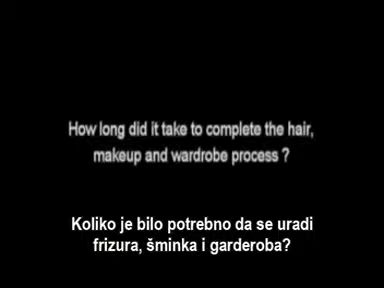 How long did it take to complete the hair,
makeup and wardrobe process ?
Koliko je bilo potrebno da se uradi
frizura, šminka i garderoba?